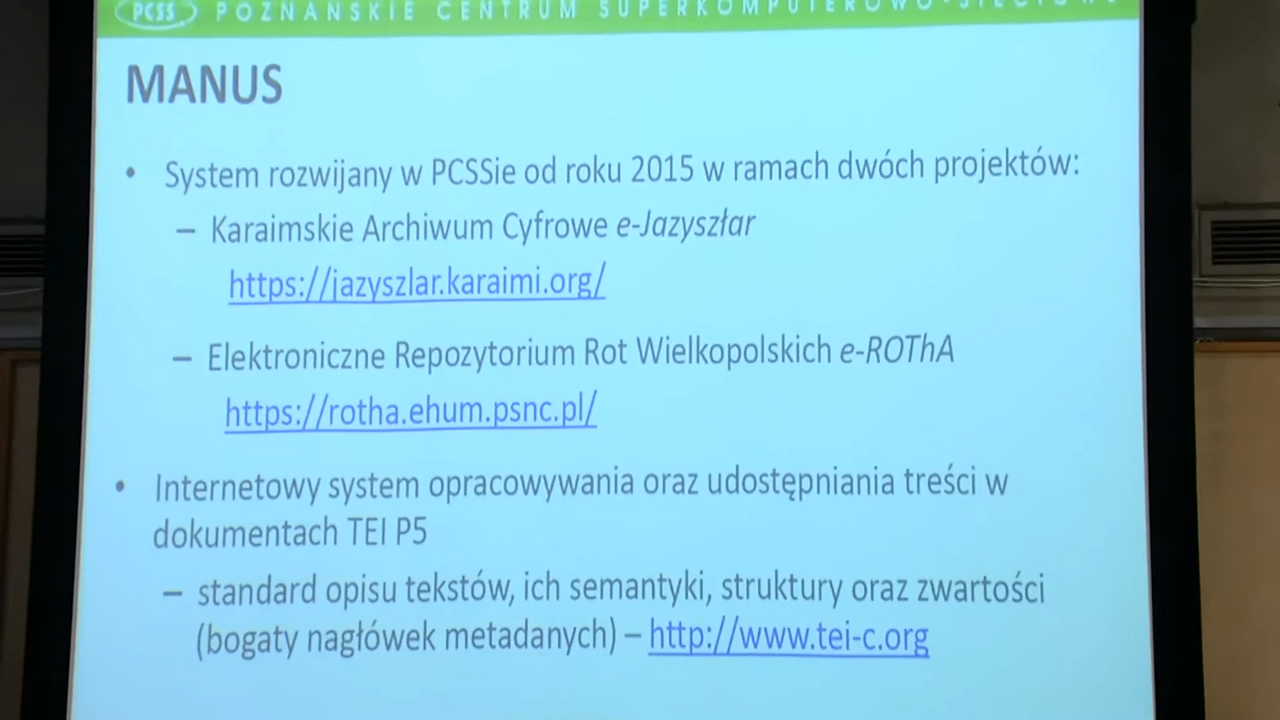 PCSS POZNAŃSKIE CENTRUM SUPERKOMPUTEROWO-SIECIOWE
MANUS
• System rozwijany w PCSSie od roku 2015 w ramach dwóch projektów:
– Karaimskie Archiwum Cyfrowe e-Jazyszłar
https://jazyszlar.karaimi.org/
– Elektroniczne Repozytorium Rot Wielkopolskich e-ROThA
https://rotha.ehum.psnc.pl/
• Internetowy system opracowywania oraz udostępniania treści w
dokumentach TEI P5
– standard opisu tekstów, ich semantyki, struktury oraz zwartości
(bogaty nagłówek metadanych) – http://www.tei-c.org